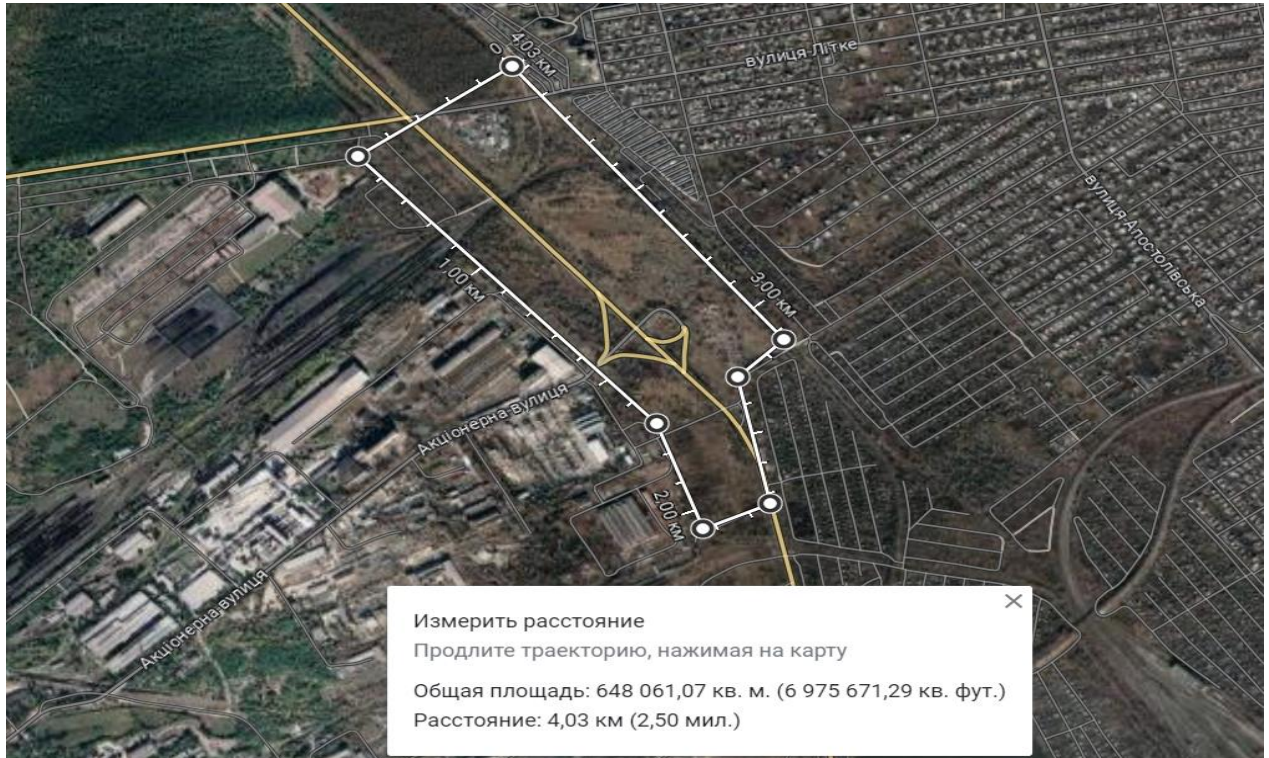 4,03 км
0
вулиця Літке
вулиця Апостолівська
1,00 км
3,00 км
Акціонерна вулиця
2,00 км
Акціонерна вулиця
Измерить расстояние
Продлите траекторию, нажимая на карту
Общая площадь: 648 061,07 кв. м. (6 975 671,29 кв. фут.)
Расстояние: 4,03 км (2,50 мил.)